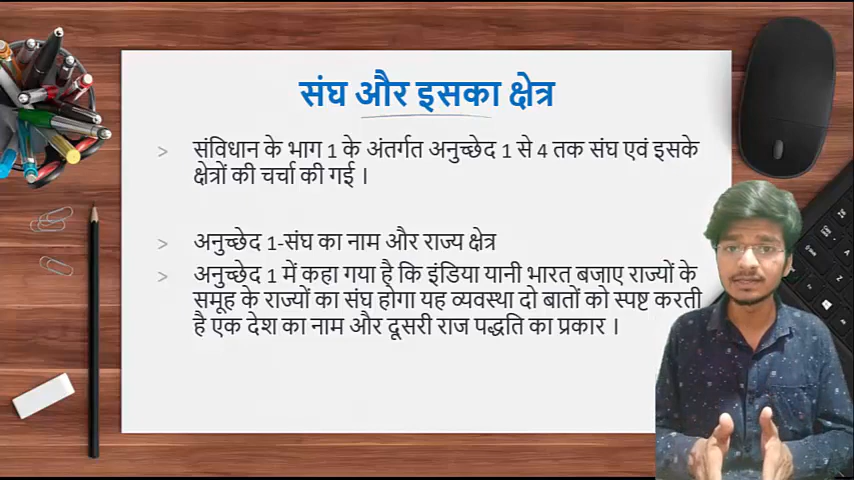 संघ और इसका क्षेत्र
> संविधान के भाग 1 के अंतर्गत अनुच्छेद 1 से 4 तक संघ एवं इसके
क्षेत्रों की चर्चा की गई ।
> अनुच्छेद 1-संघ का नाम और राज्य क्षेत्र
> अनुच्छेद 1 में कहा गया है कि इंडिया यानी भारत बजाए राज्यों के
समूह के राज्यों का संघ होगा यह व्यवस्था दो बातों को स्पष्ट करती
है एक देश का नाम और दूसरी राज पद्धति का प्रकार ।